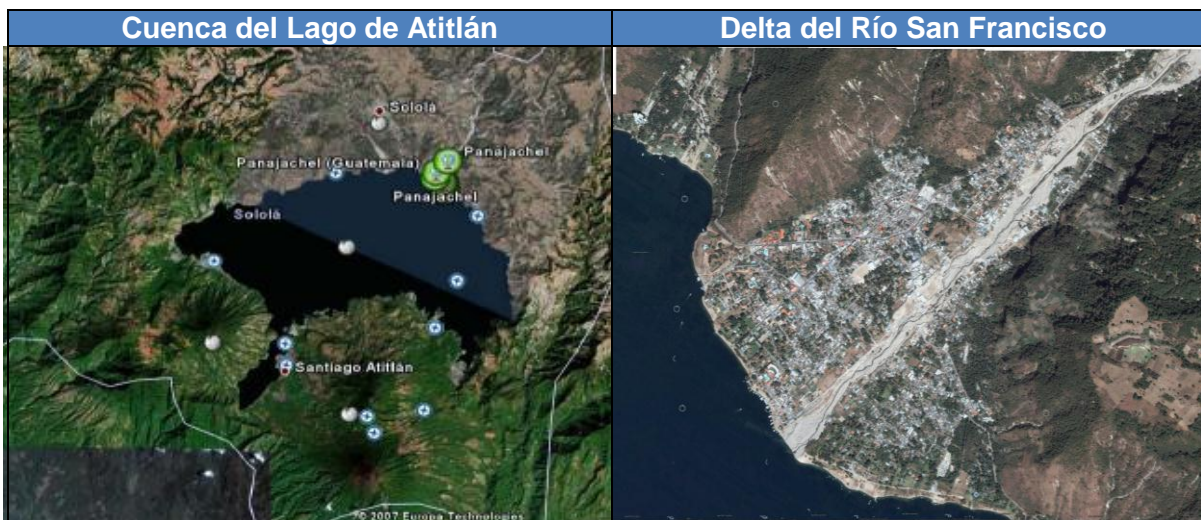 Cuenca del Lago de Atitlán
Delta del Río San Francisco
Sololá
Panajachel
Panajachel (Guatemala)
Panajachel
Sololá
Santiago Atitlán
© 2007 Europa Technologies